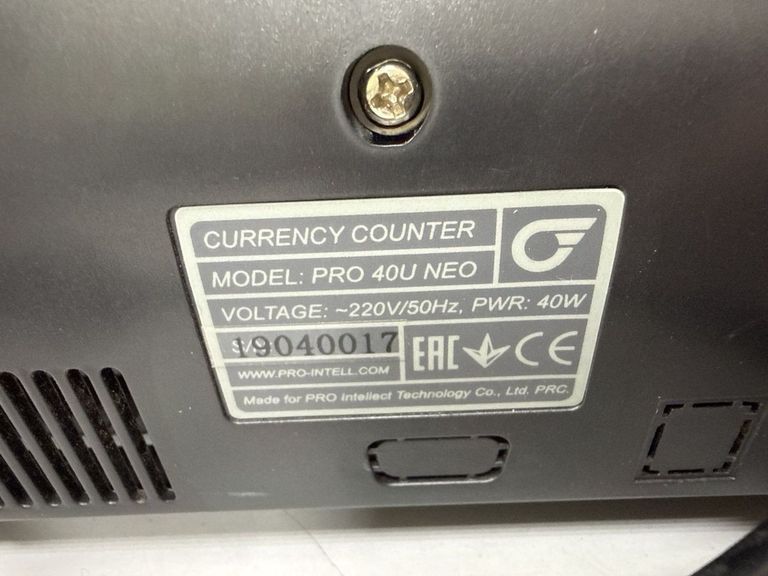 CURRENCY COUNTER
MODEL: PRO 40U NEO
VOLTAGE: ~220V/50Hz, PWR: 40W
S/N 19040017
EAC CE
WWW.PRO-INTELL.COM
Made for PRO Intellect Technology Co., Ltd. PRC.